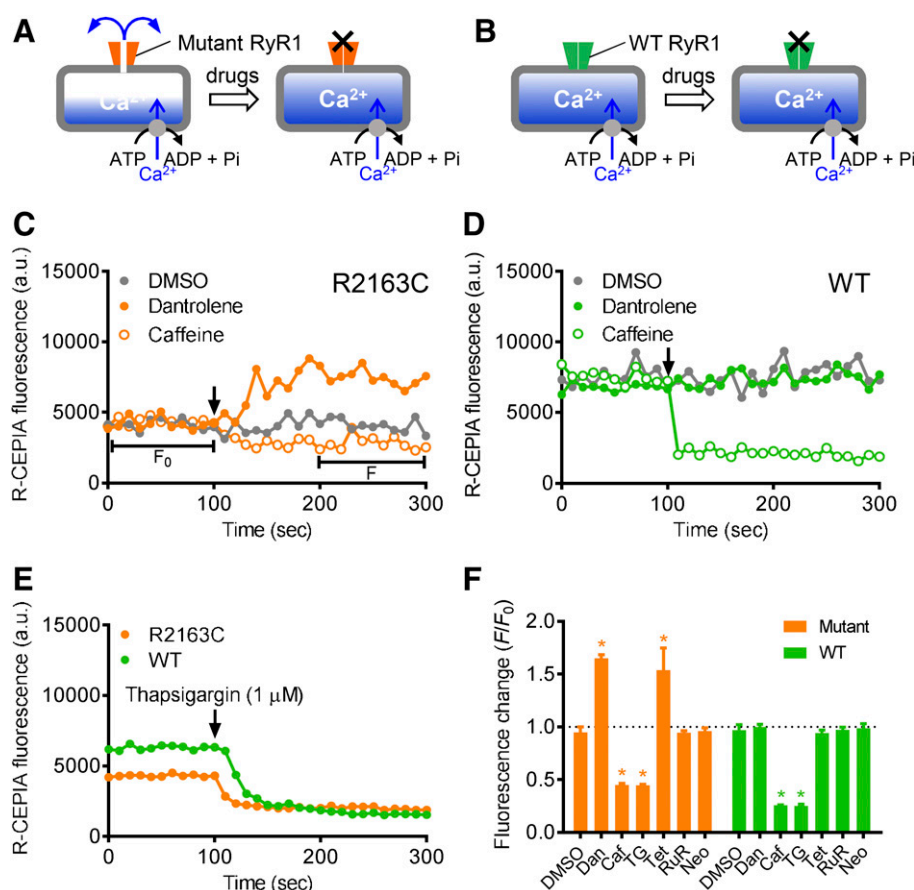 A
Mutant RyR1
drugs
Ca²⁺
Ca²⁺
ATP
ADP + Pi
Ca²⁺
ATP
ADP + Pi
Ca²⁺
B
WT RyR1
drugs
Ca²⁺
Ca²⁺
ATP
ADP + Pi
Ca²⁺
ATP
ADP + Pi
Ca²⁺
C
R-CEPIA fluorescence (a.u.)
15000
10000
5000
0
DMSO
Dantrolene
Caffeine
R2163C
F₀
F
0
100
200
300
Time (sec)
D
R-CEPIA fluorescence (a.u.)
15000
10000
5000
0
DMSO
Dantrolene
Caffeine
WT
0
100
200
300
Time (sec)
E
R-CEPIA fluorescence (a.u.)
15000
10000
5000
0
R2163C
WT
Thapsigargin (1 μM)
0
100
200
300
Time (sec)
F
Fluorescence change (F/F₀)
2.0
1.5
1.0
0.5
0.0
Mutant
WT
*
*
*
*
*
*
DMSO
Dan
Caf
TG
Tet
RuR
Neo
DMSO
Dan
Caf
TG
Tet
RuR
Neo